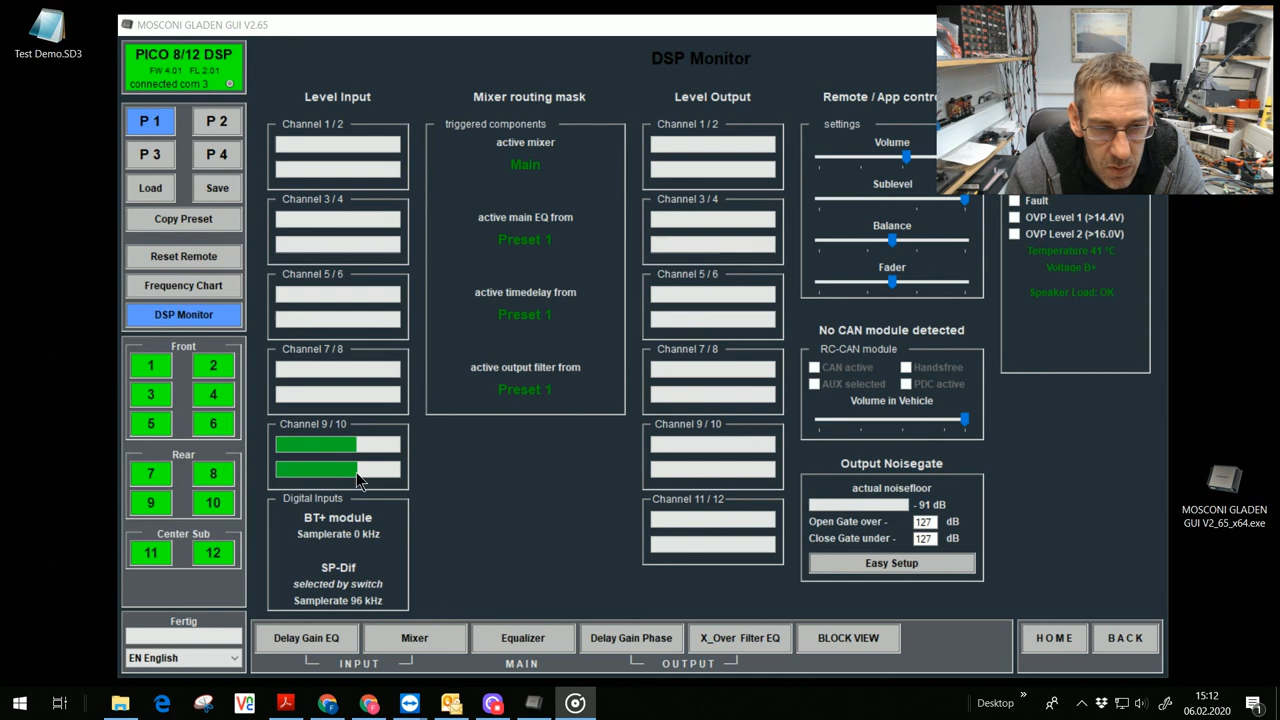 Test Demo.SD3
MOSCONI GLADEN GUI V2.65
PICO 8/12 DSP
FW 4.01 FL 2.01
connected com 3
P 1
P 2
P 3
P 4
Load
Save
Copy Preset
Reset Remote
Frequency Chart
DSP Monitor
Front
1
2
3
4
5
6
Rear
7
8
9
10
Center Sub
11
12
Fertig
EN English
DSP Monitor
Level Input
Channel 1 / 2
Channel 3 / 4
Channel 5 / 6
Channel 7 / 8
Channel 9 / 10
Digital Inputs
BT+ module
Samplerate 0 kHz
SP-Dif
selected by switch
Samplerate 96 kHz
Mixer routing mask
triggered components
active mixer
Main
active main EQ from
Preset 1
active timedelay from
Preset 1
active output filter from
Preset 1
Level Output
Channel 1 / 2
Channel 3 / 4
Channel 5 / 6
Channel 7 / 8
Channel 9 / 10
Channel 11 / 12
Remote / App contr
settings
Volume
Sublevel
Balance
Fader
No CAN module detected
RC-CAN module
CAN active
Handsfree
AUX selected
PDC active
Volume in Vehicle
Output Noisegate
actual noisefloor
- 91 dB
Open Gate over - 127 dB
Close Gate under - 127 dB
Easy Setup
Fault
OVP Level 1 (>14.4V)
OVP Level 2 (>16.0V)
Temperature 41 °C
Voltage B+
Speaker Load: OK
Delay Gain EQ
Mixer
Equalizer
Delay Gain Phase
X_Over Filter EQ
BLOCK VIEW
HOME
BACK
INPUT
MAIN
OUTPUT
MOSCONI GLADEN
GUI V2_65_x64.exe
Desktop
15:12
06.02.2020
1